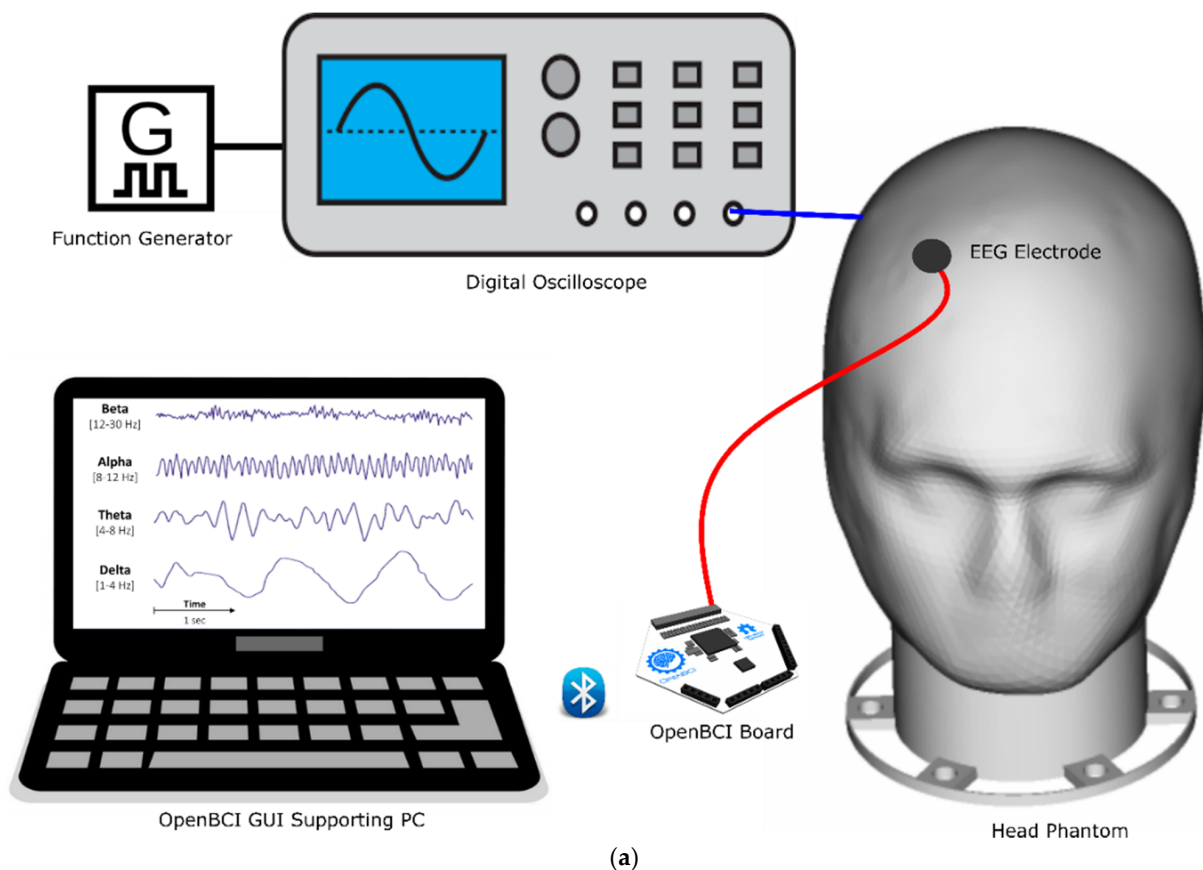 G
Function Generator
Digital Oscilloscope
EEG Electrode
Beta
[12-30 Hz]
Alpha
[8-12 Hz]
Theta
[4-8 Hz]
Delta
[1-4 Hz]
Time
1 sec
OPENBCI
OpenBCI Board
OpenBCI GUI Supporting PC
Head Phantom
(a)